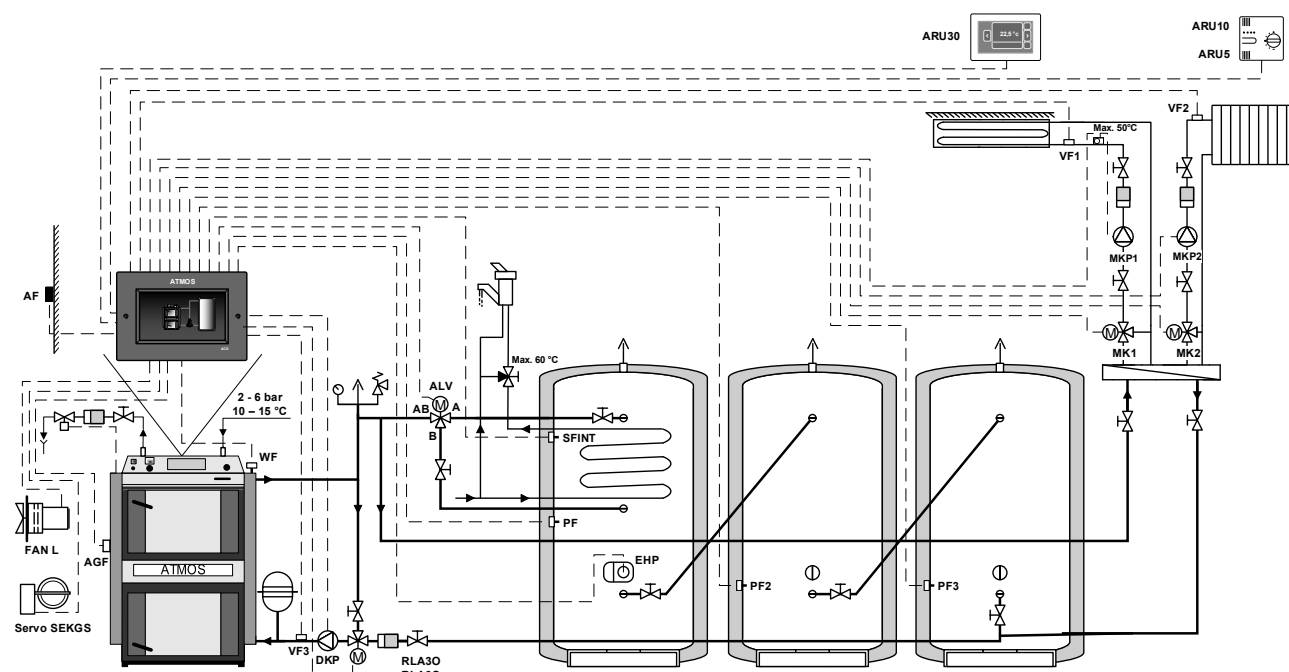 ARU30
22,5 °c
ARU10
ARU5
VF2
Max. 50°C
VF1
MKP1
MKP2
ATMOS
AF
ACD
M
M
MK1
MK2
Max. 60 °C
ALV
M
AB
A
B
2 - 6 bar
10 – 15 °C
SFINT
WF
PF
FAN L
AGF
ATMOS
EHP
PF2
PF3
Servo SEKGS
VF3
DKP
M
RLA3O